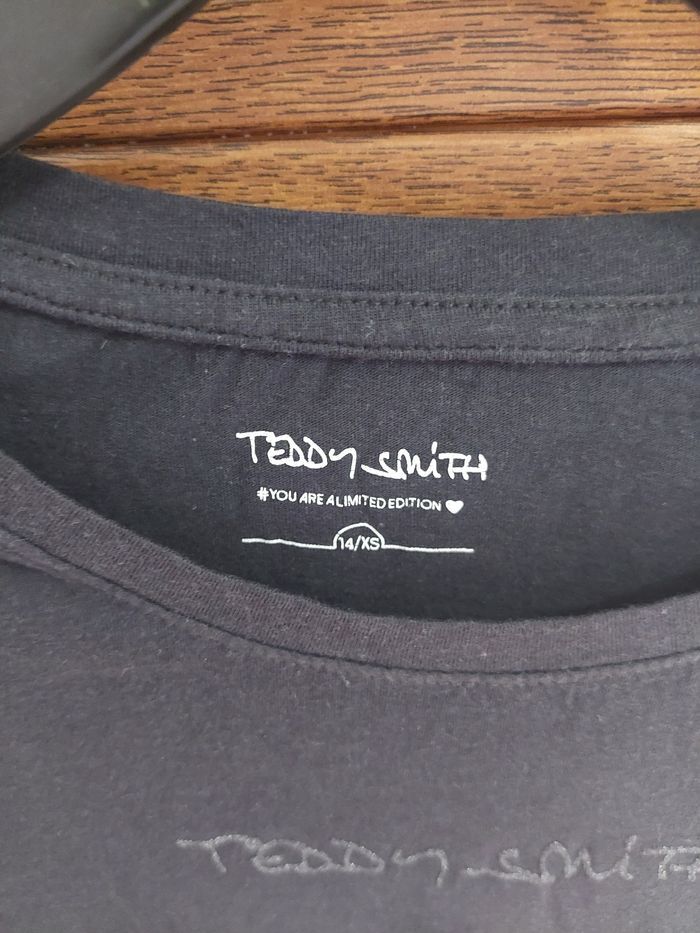 TEDDY SMITH
#YOU ARE A LIMITED EDITION
14/XS
TEDDY SMITH